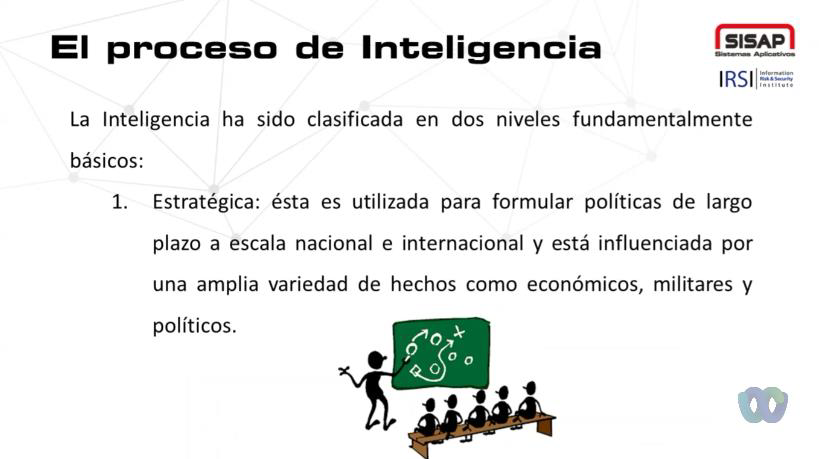 El proceso de Inteligencia
SISAP
Sistemas Aplicativos
IRSI Information
Risk & Security
Institute
La Inteligencia ha sido clasificada en dos niveles fundamentalmente
básicos:
1. Estratégica: ésta es utilizada para formular políticas de largo
plazo a escala nacional e internacional y está influenciada por
una amplia variedad de hechos como económicos, militares y
políticos.